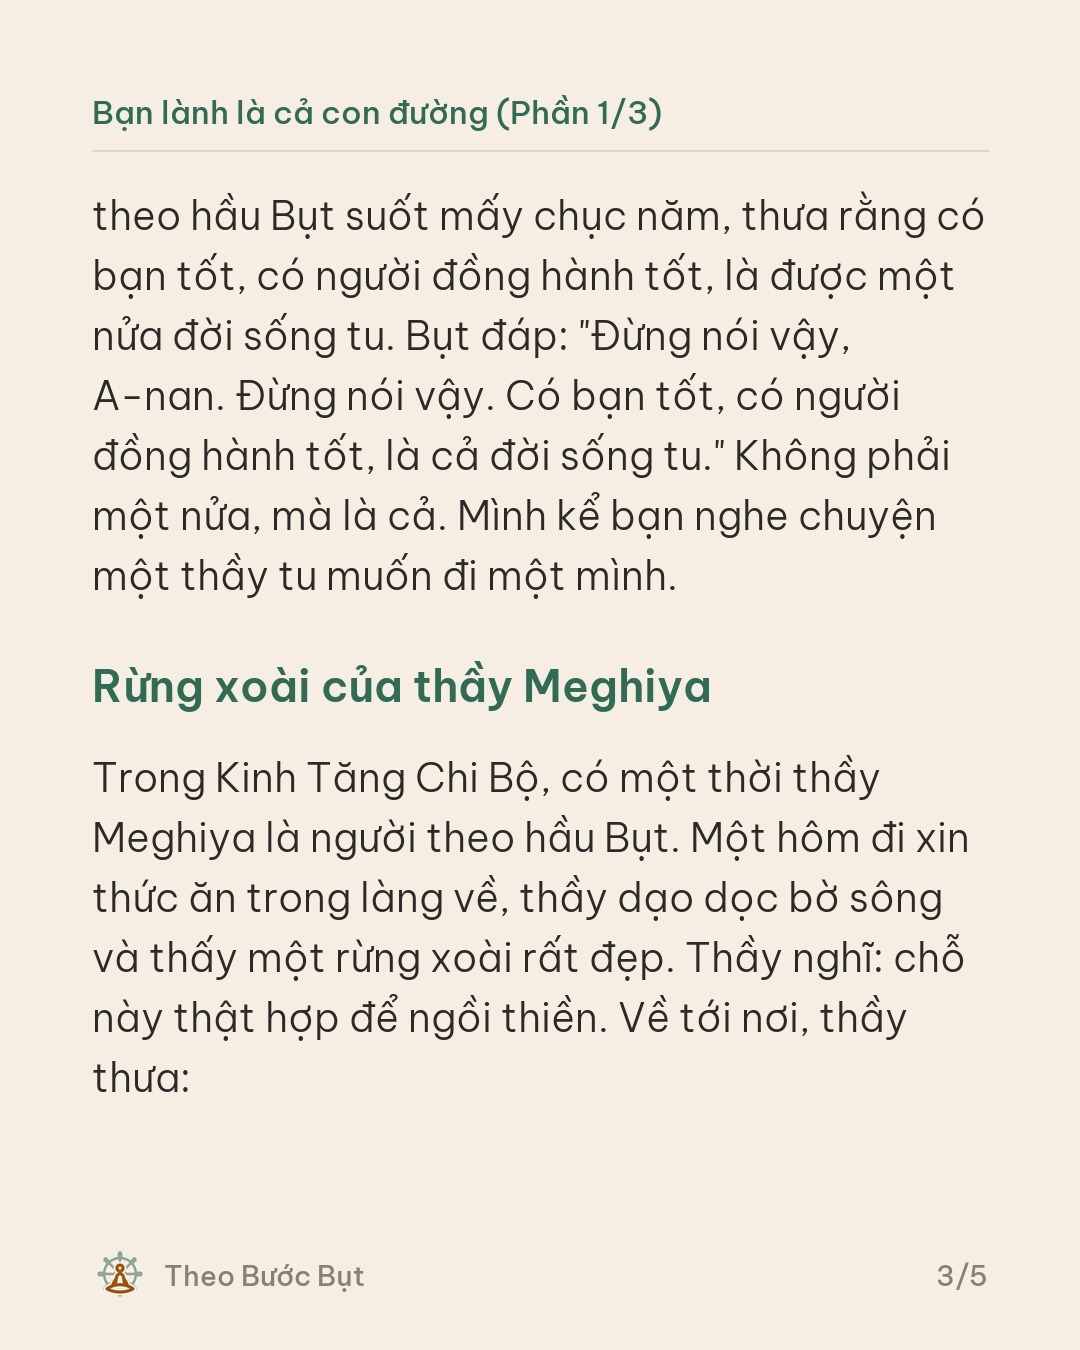 Bạn lành là cả con đường (Phần 1/3)
theo hầu Bụt suốt mấy chục năm, thưa rằng có
bạn tốt, có người đồng hành tốt, là được một
nửa đời sống tu. Bụt đáp: "Đừng nói vậy,
A-nan. Đừng nói vậy. Có bạn tốt, có người
đồng hành tốt, là cả đời sống tu." Không phải
một nửa, mà là cả. Mình kể bạn nghe chuyện
một thầy tu muốn đi một mình.
Rừng xoài của thầy Meghiya
Trong Kinh Tăng Chi Bộ, có một thời thầy
Meghiya là người theo hầu Bụt. Một hôm đi xin
thức ăn trong làng về, thầy dạo dọc bờ sông
và thấy một rừng xoài rất đẹp. Thầy nghĩ: chỗ
này thật hợp để ngồi thiền. Về tới nơi, thầy
thưa:
Theo Bước Bụt
3/5